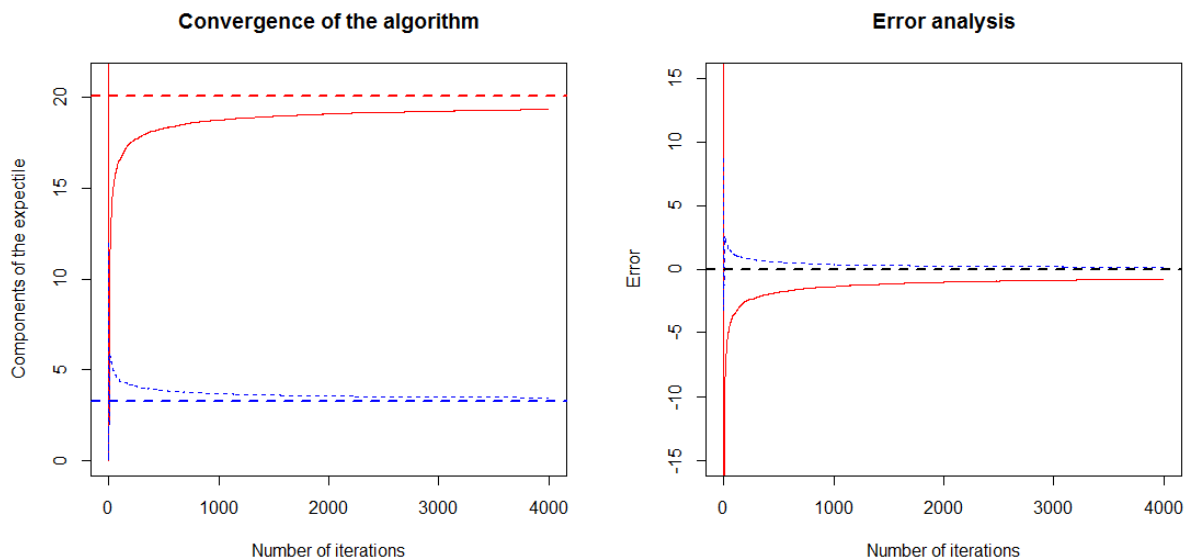 Convergence of the algorithm
Components of the expectile
20
15
10
5
0
0 1000 2000 3000 4000
Number of iterations
Error analysis
Error
15
10
5
0
-5
-10
-15
0 1000 2000 3000 4000
Number of iterations